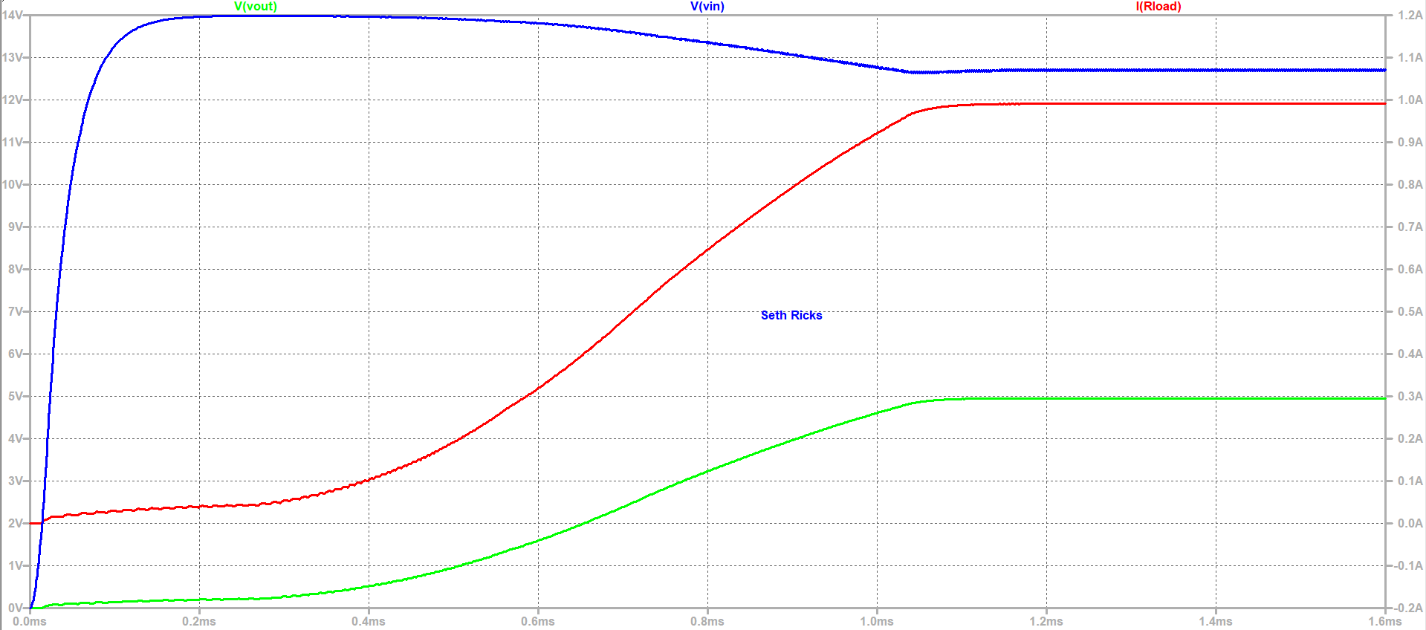 V(vout) V(vin) I(Rload)
14V 1.2A
13V 1.1A
12V 1.0A
11V 0.9A
10V 0.8A
9V 0.7A
8V 0.6A
7V 0.5A
Seth Ricks
6V 0.4A
5V 0.3A
4V 0.2A
3V 0.1A
2V 0.0A
1V -0.1A
0V -0.2A
0.0ms 0.2ms 0.4ms 0.6ms 0.8ms 1.0ms 1.2ms 1.4ms 1.6ms